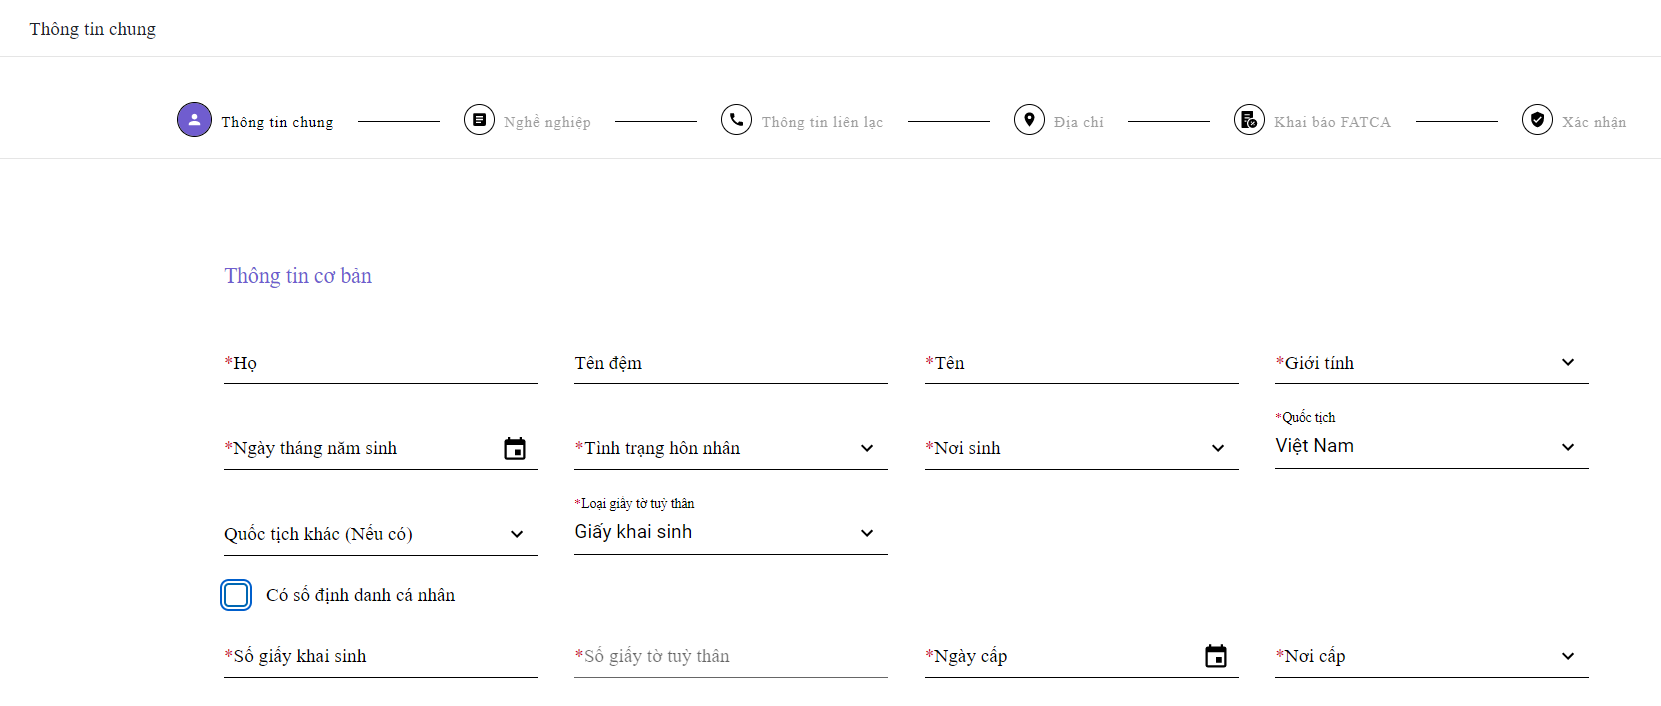 Thông tin chung
Thông tin chung Nghề nghiệp Thông tin liên lạc Địa chỉ Khai báo FATCA Xác nhận
Thông tin cơ bản
*Họ Tên đệm *Tên *Giới tính
*Quốc tịch
*Ngày tháng năm sinh *Tình trạng hôn nhân *Nơi sinh Việt Nam
*Loại giấy tờ tuỳ thân
Quốc tịch khác (Nếu có) Giấy khai sinh
Có số định danh cá nhân
*Số giấy khai sinh *Số giấy tờ tuỳ thân *Ngày cấp *Nơi cấp